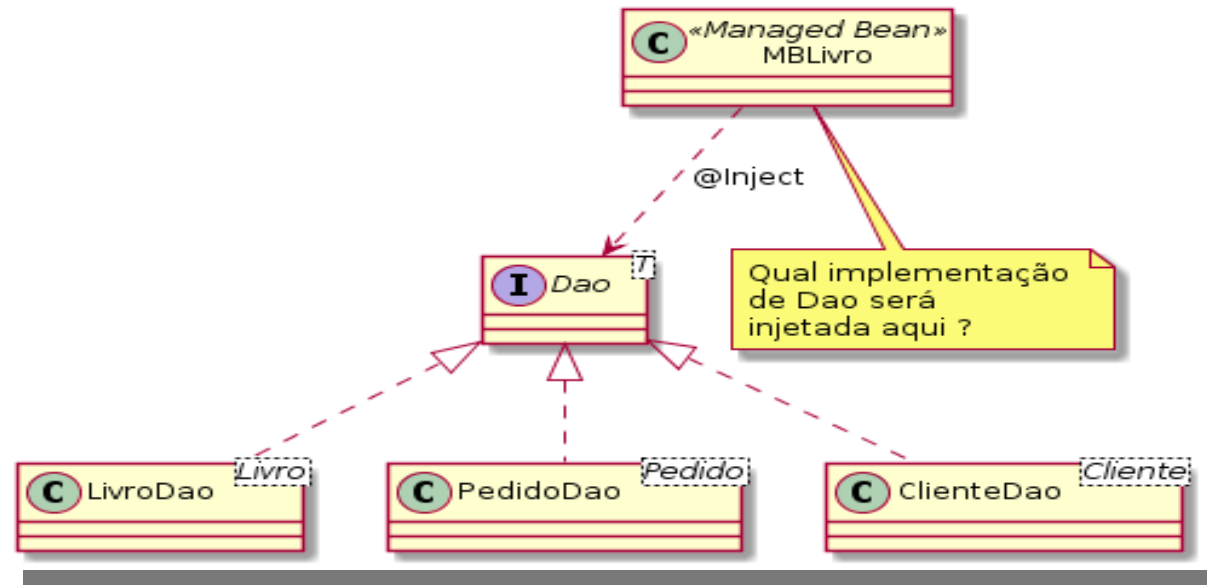 C «Managed Bean»
MBLivro
@Inject
I Dao T
Qual implementação
de Dao será
injetada aqui ?
C LivroDao Livro
C PedidoDao Pedido
C ClienteDao Cliente